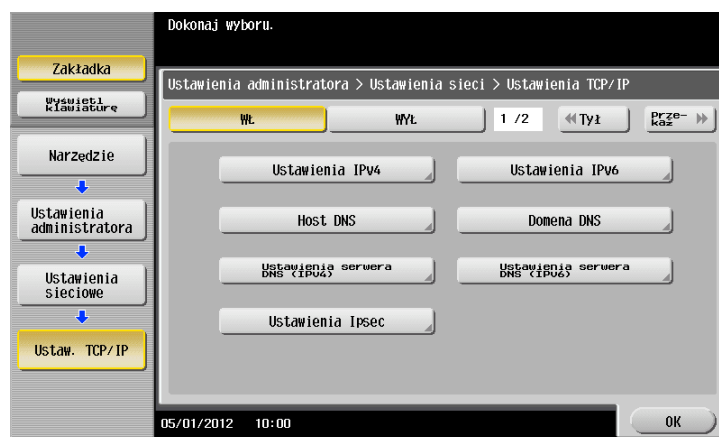 Dokonaj wyboru.
Zakładka
Wyświetl
klawiaturę
Ustawienia administratora > Ustawienia sieci > Ustawienia TCP/IP
WŁ.
WYŁ.
1 /2
Tył
Prze-
każ
Narzędzie
Ustawienia
administratora
Ustawienia
sieciowe
Ustaw. TCP/IP
Ustawienia IPv4
Ustawienia IPv6
Host DNS
Domena DNS
Ustawienia serwera
DNS (IPv4)
Ustawienia serwera
DNS (IPv6)
Ustawienia Ipsec
05/01/2012 10:00
OK